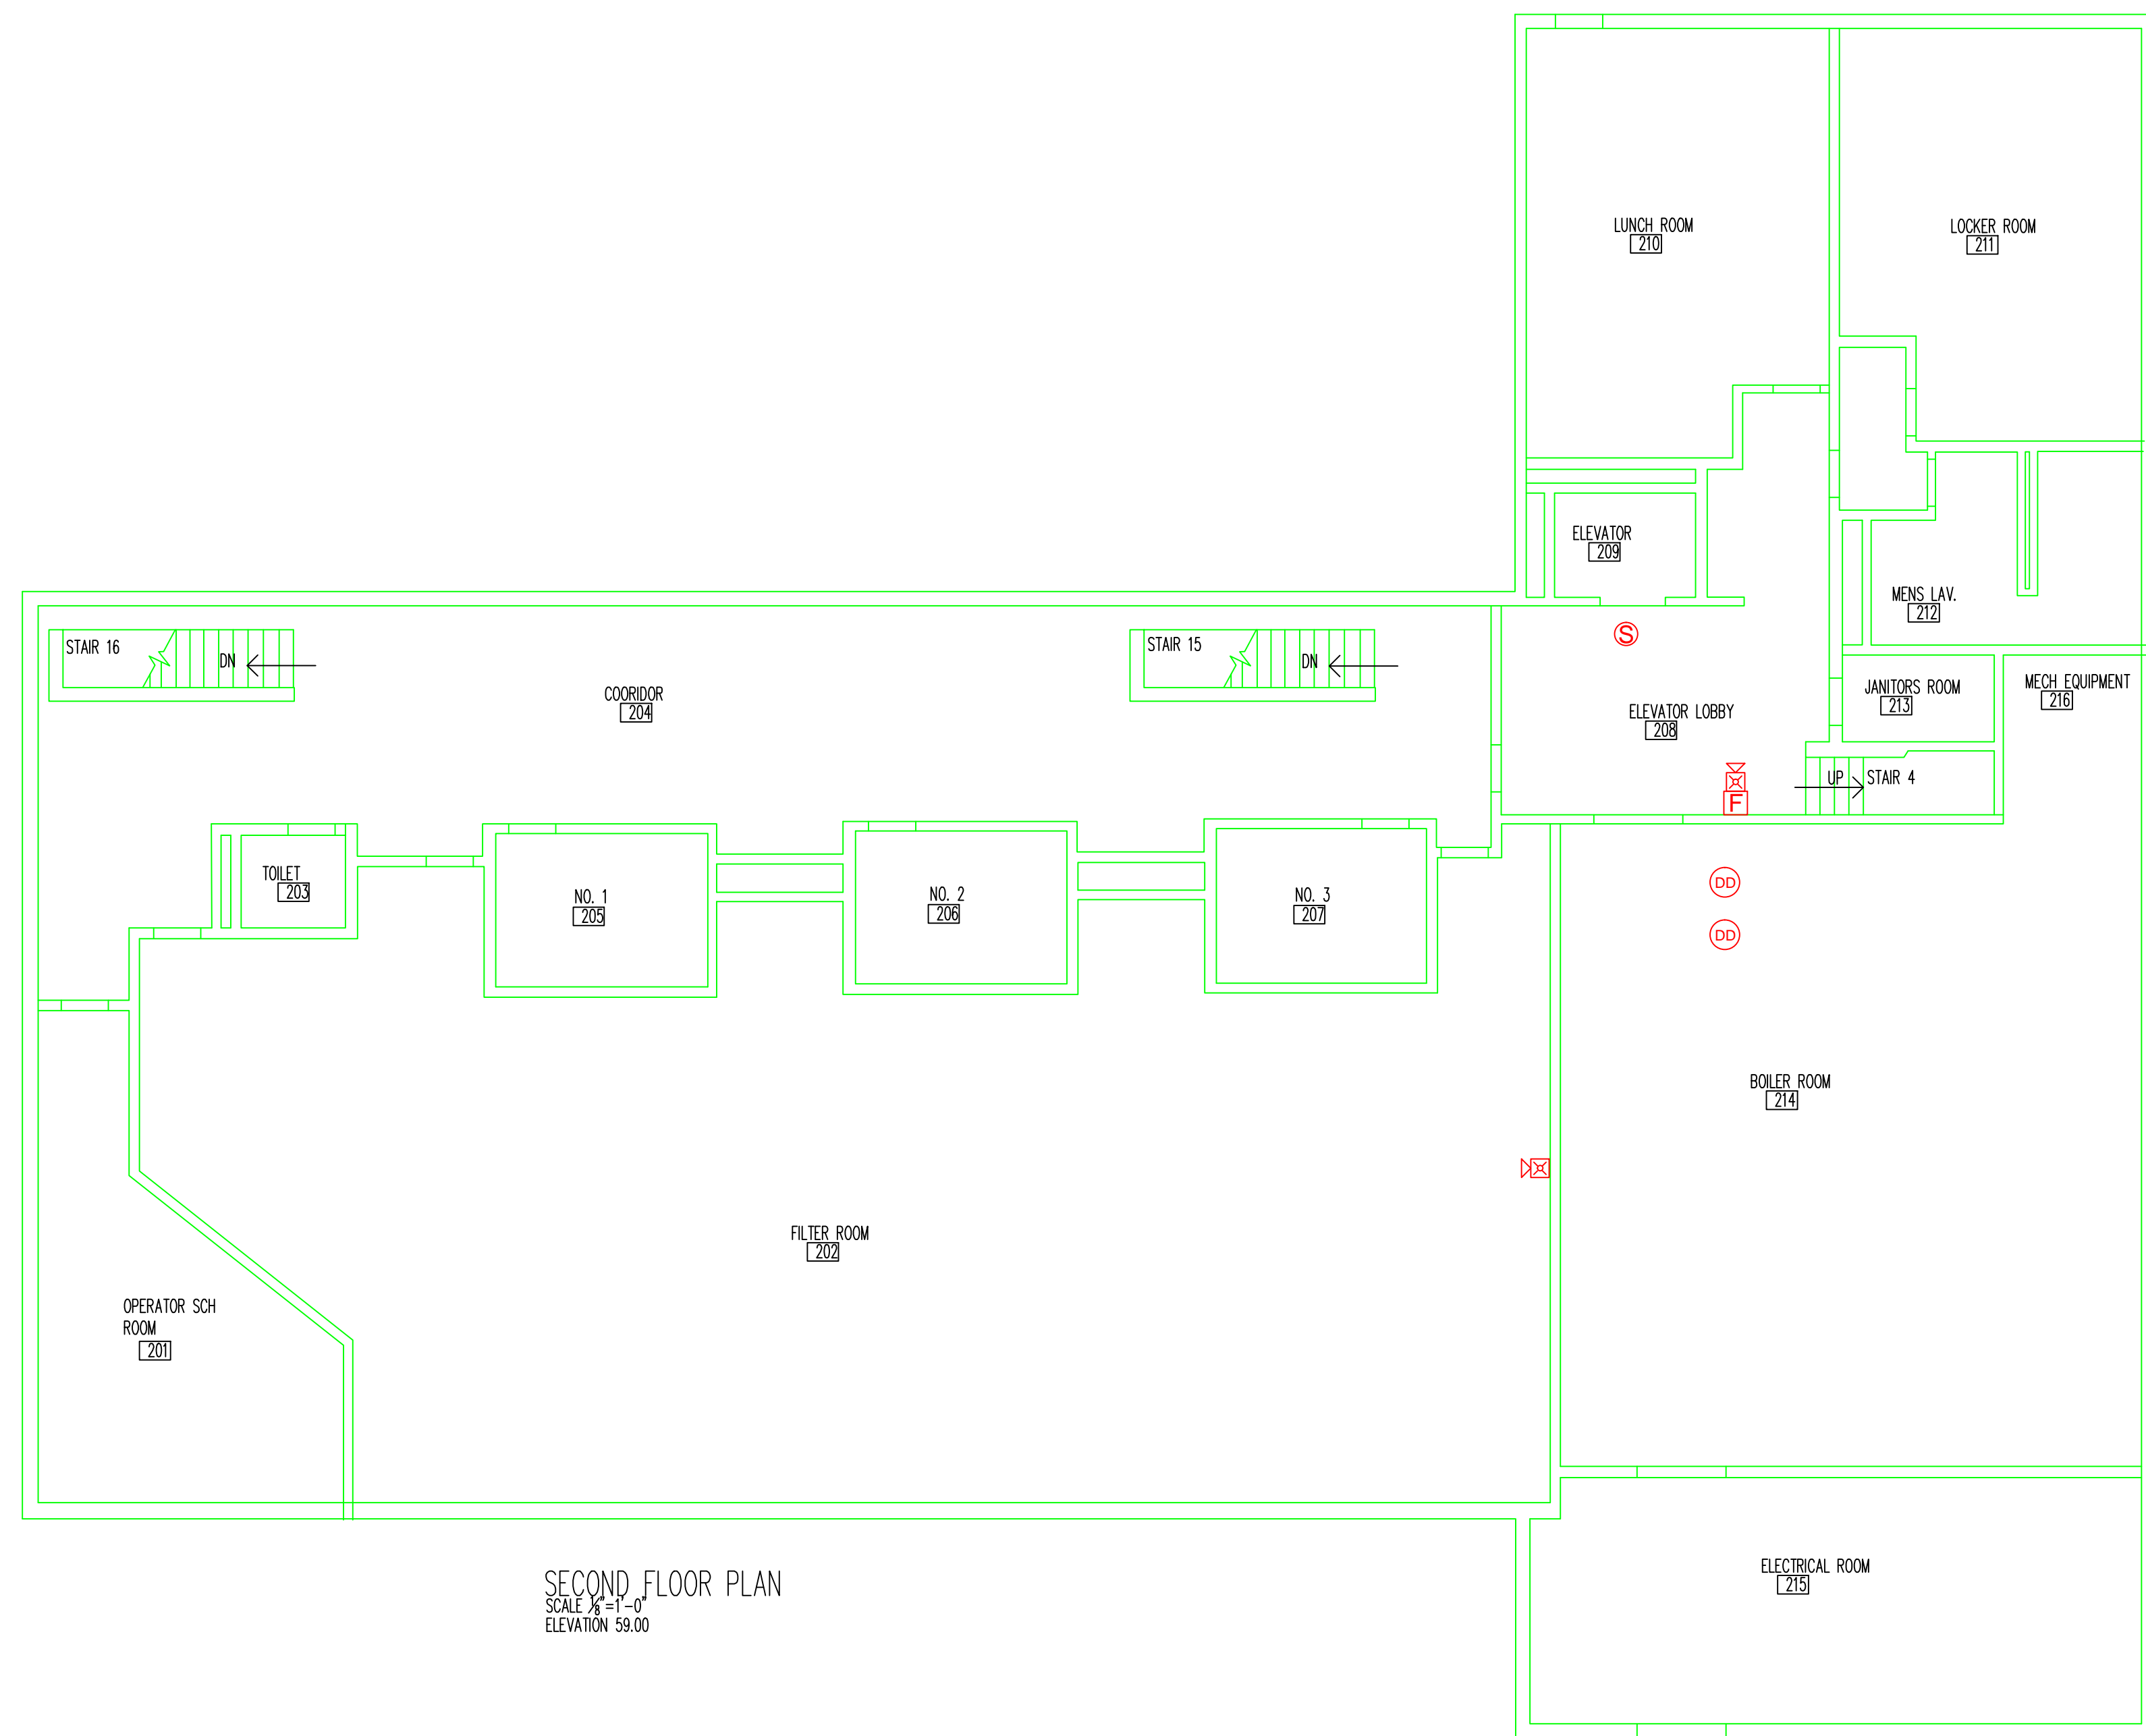 LUNCH ROOM
210
LOCKER ROOM
211
ELEVATOR
209
MENS LAV.
212
S
STAIR 16
DN
STAIR 15
DN
COORIDOR
204
ELEVATOR LOBBY
208
JANITORS ROOM
213
MECH EQUIPMENT
216
UP
STAIR 4
F
TOILET
203
NO. 1
205
NO. 2
206
NO. 3
207
DD
DD
BOILER ROOM
214
FILTER ROOM
202
OPERATOR SCH
ROOM
201
ELECTRICAL ROOM
215
SECOND FLOOR PLAN
SCALE 1/8"=1'-0"
ELEVATION 59.00